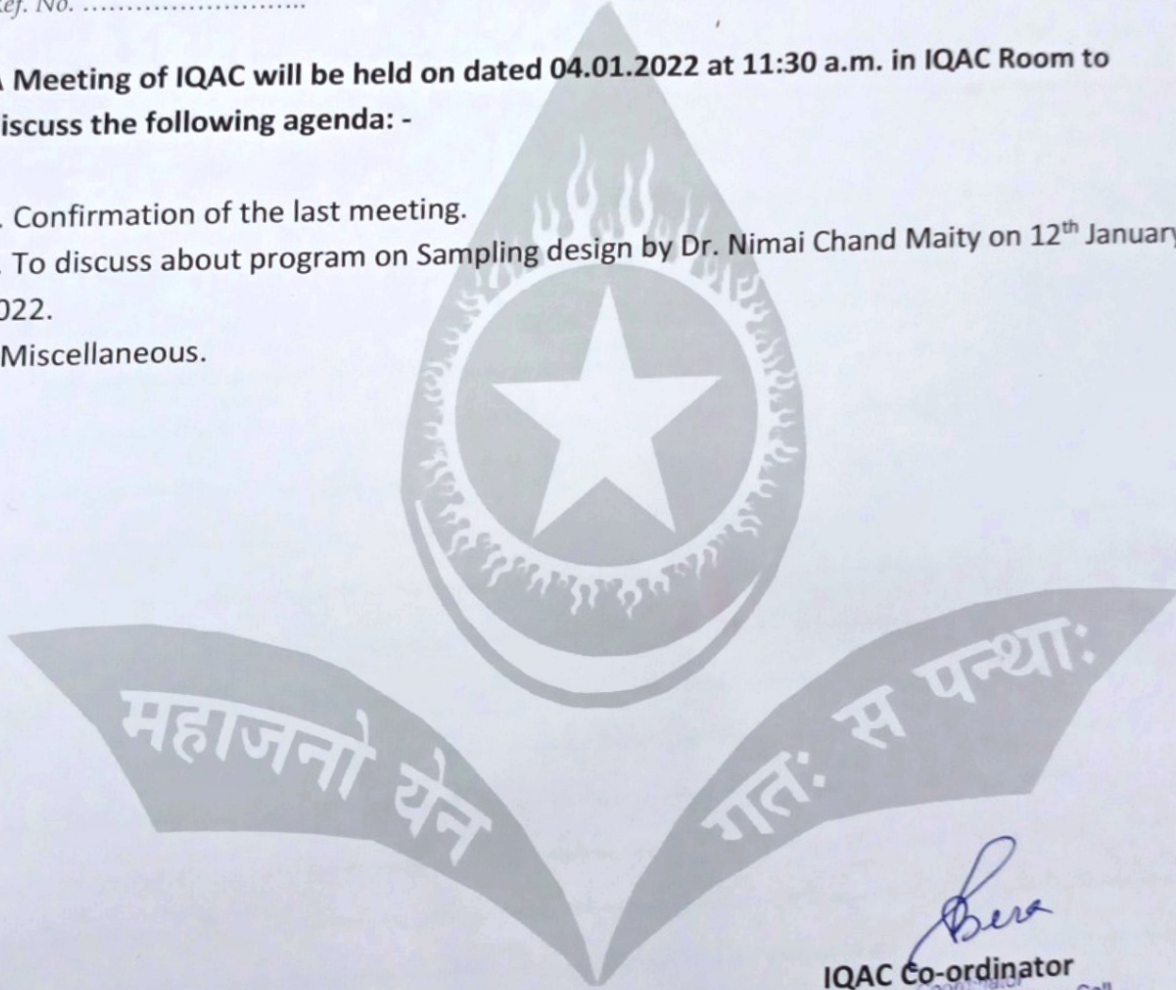 Ref. No. ............................
A Meeting of IQAC will be held on dated 04.01.2022 at 11:30 a.m. in IQAC Room to
iscuss the following agenda: -
. Confirmation of the last meeting.
. To discuss about program on Sampling design by Dr. Nimai Chand Maity on 12th January
022.
Miscellaneous.
महाजनो येन
गतः स पन्थाः
Bera
IQAC Co-ordinator